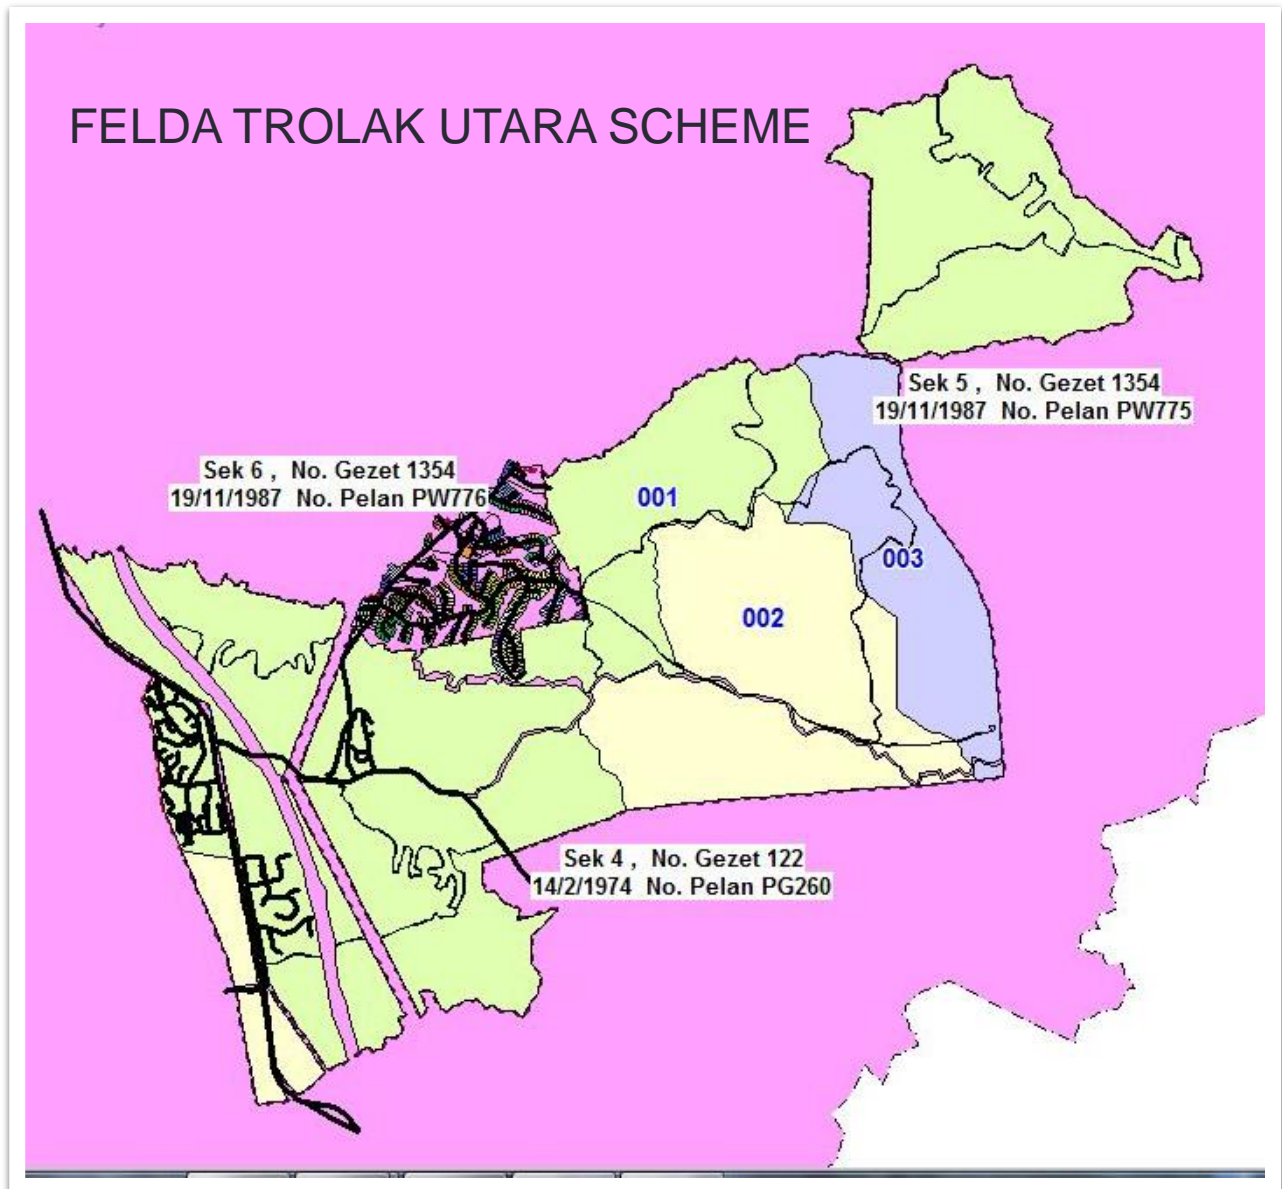 FELDA TROLAK UTARA SCHEME
Sek 5 , No. Gezet 1354
19/11/1987 No. Pelan PW775
Sek 6 , No. Gezet 1354
19/11/1987 No. Pelan PW776
001
003
002
Sek 4 , No. Gezet 122
14/2/1974 No. Pelan PG260